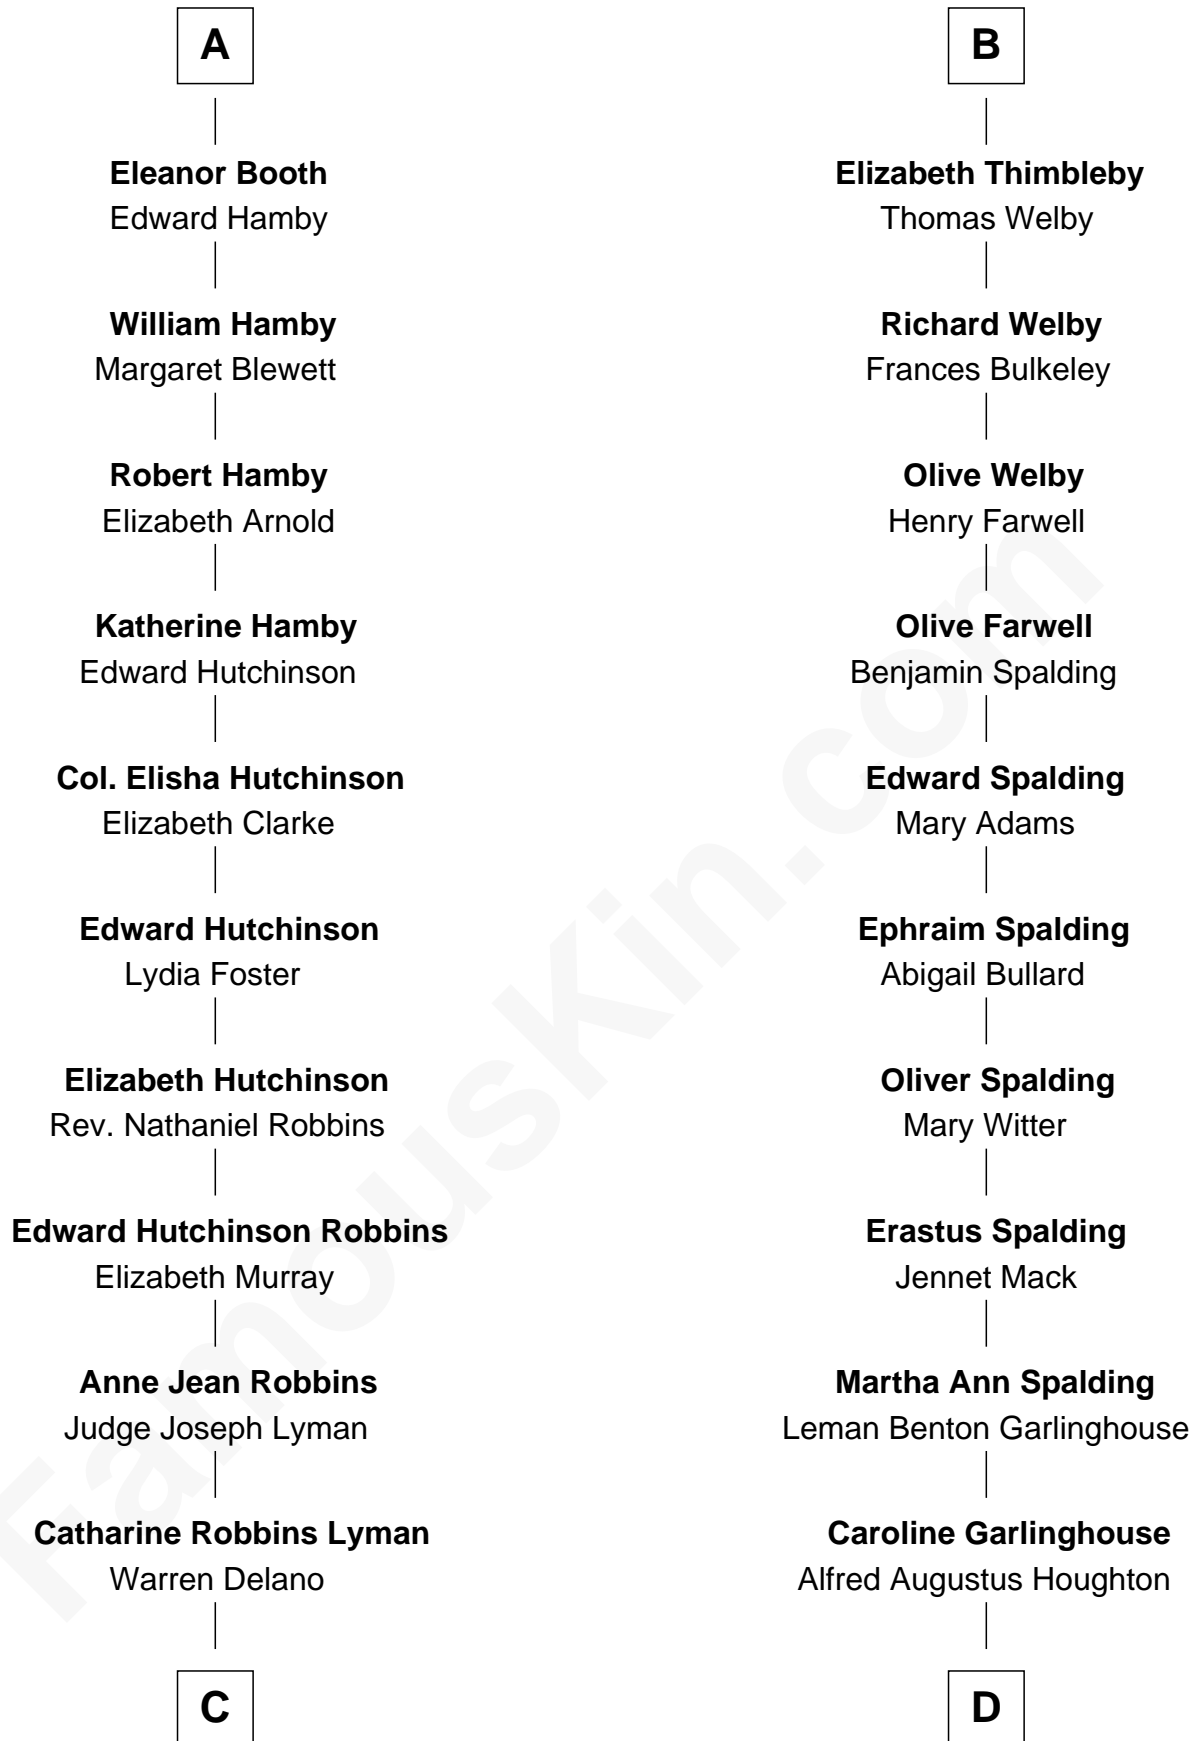 A
Eleanor Booth
Edward Hamby
William Hamby
Margaret Blewett
Robert Hamby
Elizabeth Arnold
Katherine Hamby
Edward Hutchinson
Col. Elisha Hutchinson
Elizabeth Clarke
Edward Hutchinson
Lydia Foster
Elizabeth Hutchinson
Rev. Nathaniel Robbins
Edward Hutchinson Robbins
Elizabeth Murray
Anne Jean Robbins
Judge Joseph Lyman
Catharine Robbins Lyman
Warren Delano
C
B
Elizabeth Thimbleby
Thomas Welby
Richard Welby
Frances Bulkeley
Olive Welby
Henry Farwell
Olive Farwell
Benjamin Spalding
Edward Spalding
Mary Adams
Ephraim Spalding
Abigail Bullard
Oliver Spalding
Mary Witter
Erastus Spalding
Jennet Mack
Martha Ann Spalding
Leman Benton Garlinghouse
Caroline Garlinghouse
Alfred Augustus Houghton
D
FamousKin.com